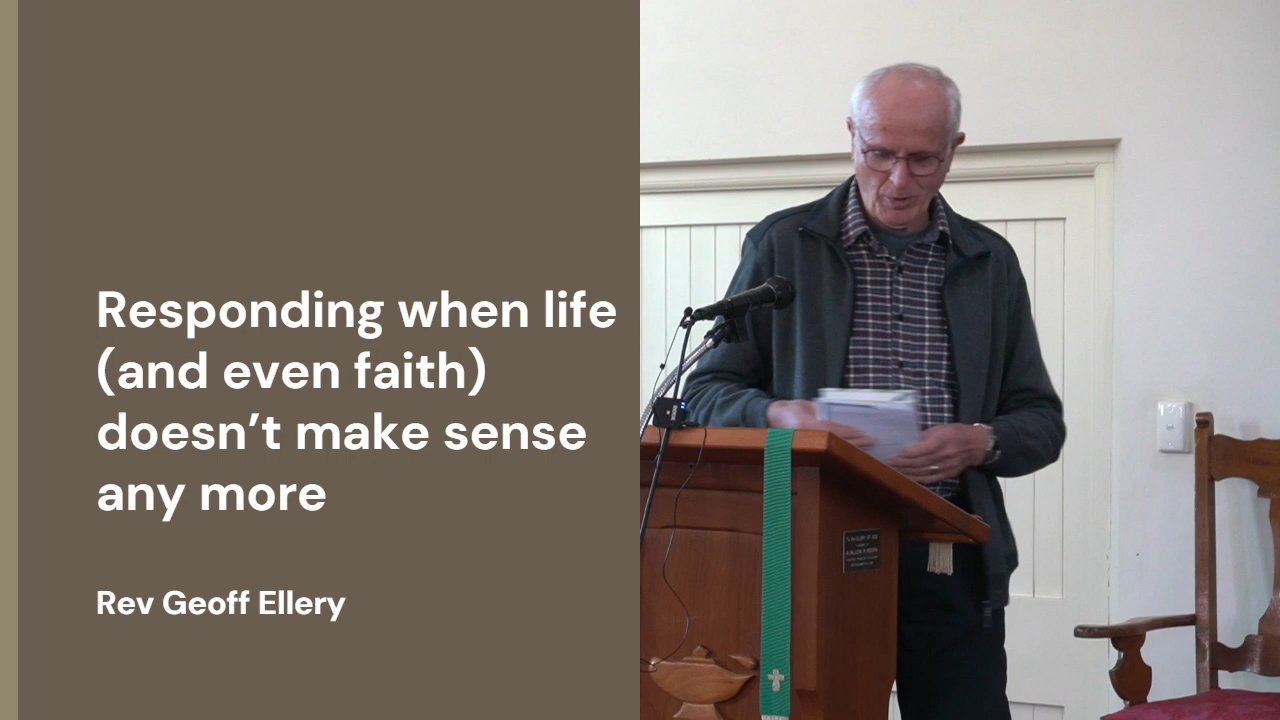 Responding when life
(and even faith)
doesn’t make sense
any more
Rev Geoff Ellery